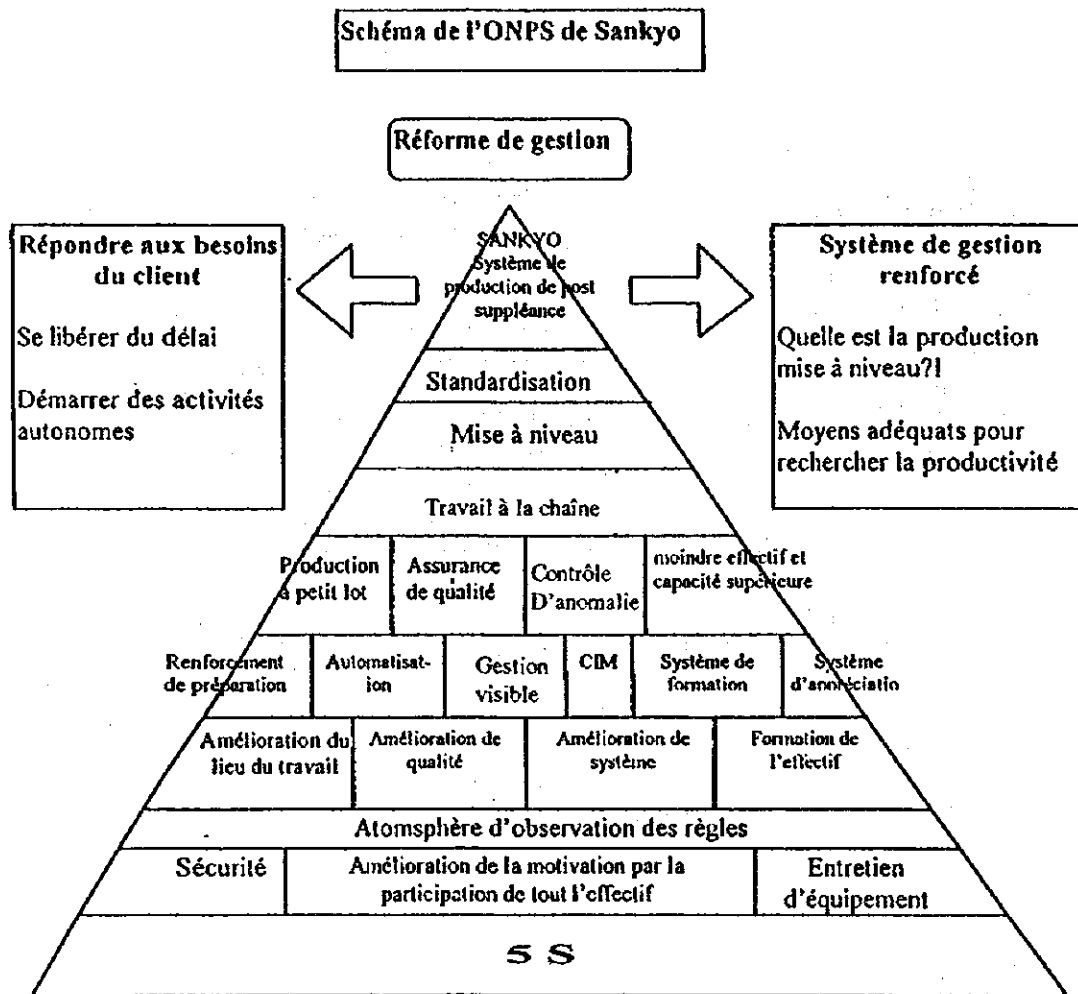 Schéma de l'ONPS de Sankyo
Réforme de gestion
Répondre aux besoins
du client
Se libérer du délai
Démarrer des activités
autonomes
SANKYO
Système de
production de post
suppléance
Système de gestion
renforcé
Quelle est la production
mise à niveau?!
Moyens adéquats pour
rechercher la productivité
Standardisation
Mise à niveau
Travail à la chaîne
Production
à petit lot
Assurance
de qualité
Contrôle
D'anomalie
moindre effectif et
capacité supérieure
Renforcement
de préparation
Automatisat-
ion
Gestion
visible
CIM
Système de
formation
Système
d'appréciatio
Amélioration du
lieu du travail
Amélioration de
qualité
Amélioration de
système
Formation de
l'effectif
Atomsphère d'observation des règles
Sécurité
Amélioration de la motivation par la
participation de tout l'effectif
Entretien
d'équipement
5 S